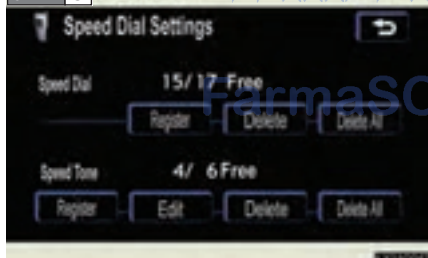 Speed Dial Settings
Speed Dial 15/17 Free
Register Delete Delete All
Speed Tone 4/ 6 Free
Register Edit Delete Delete All